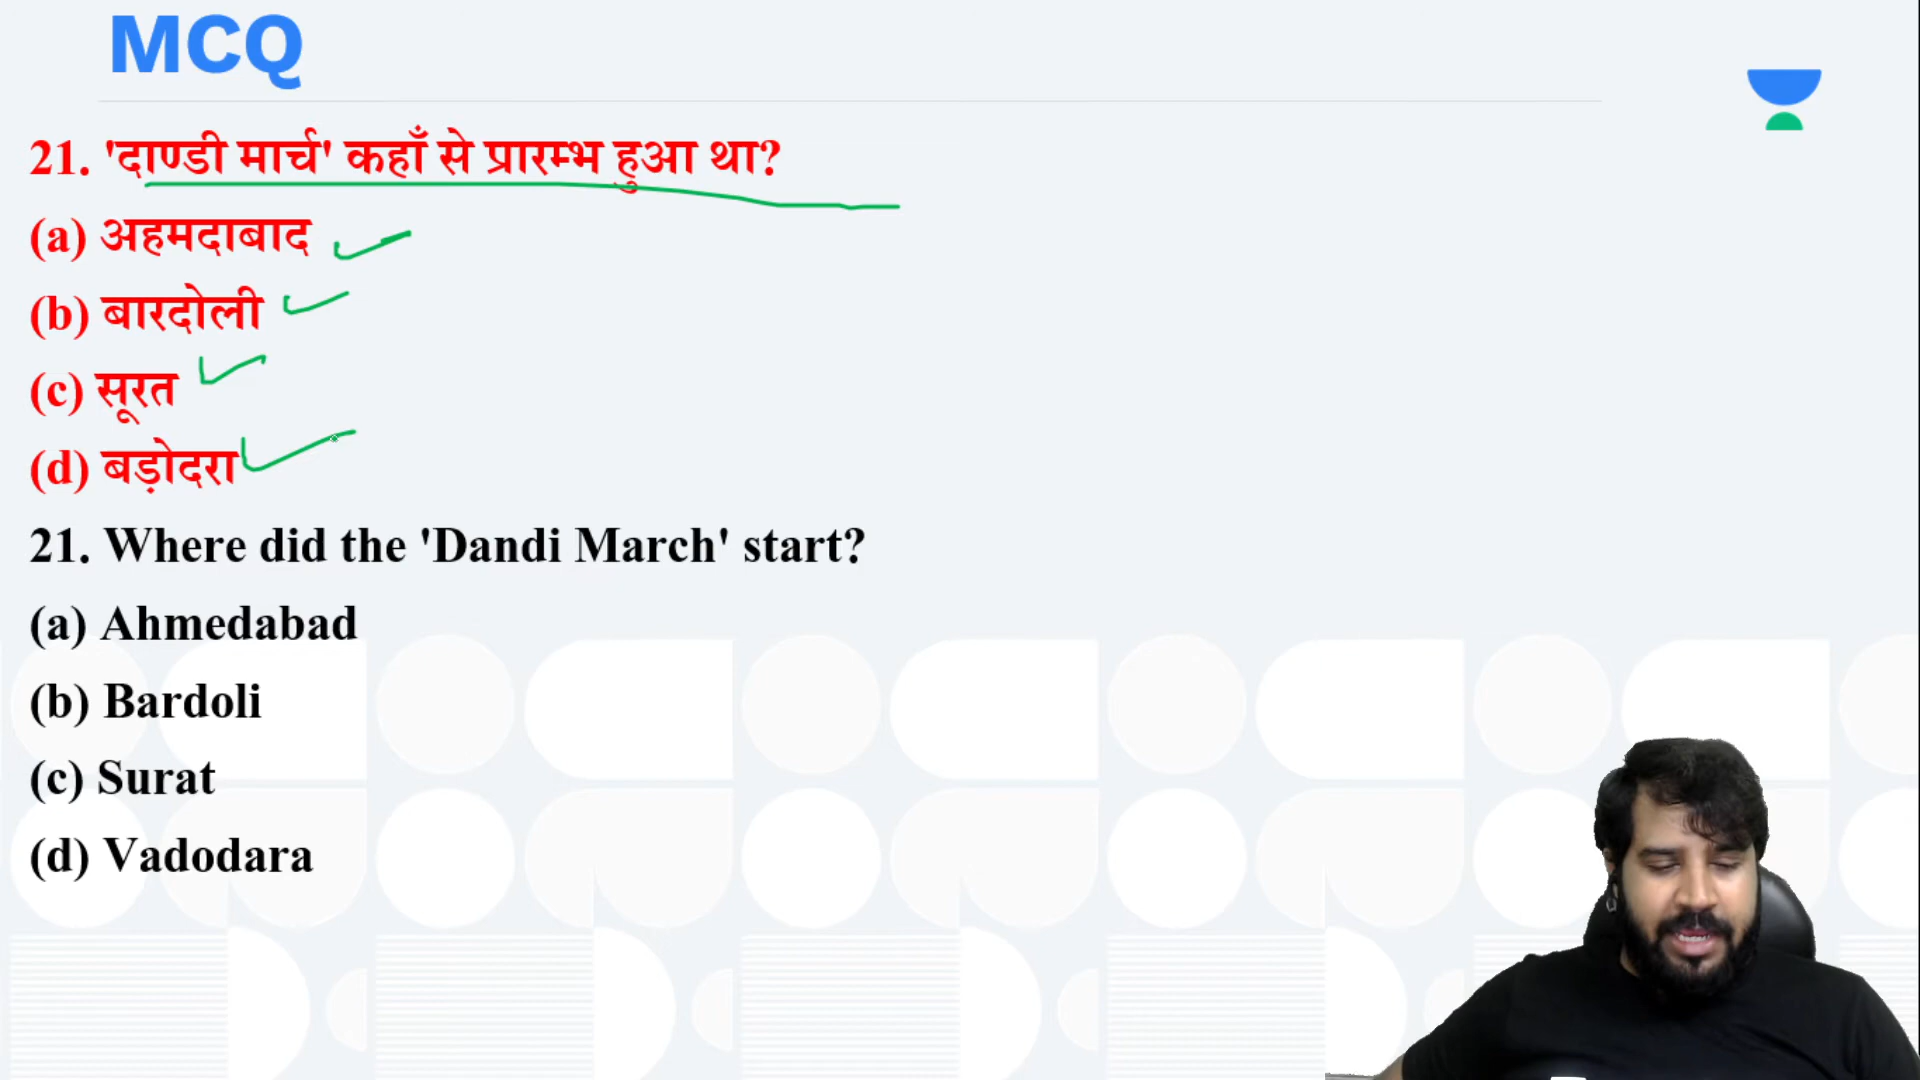 MCQ
21. 'दाण्डी मार्च' कहाँ से प्रारम्भ हुआ था?
(a) अहमदाबाद
(b) बारदोली
(c) सूरत
(d) बड़ोदरा
21. Where did the 'Dandi March' start?
(a) Ahmedabad
(b) Bardoli
(c) Surat
(d) Vadodara